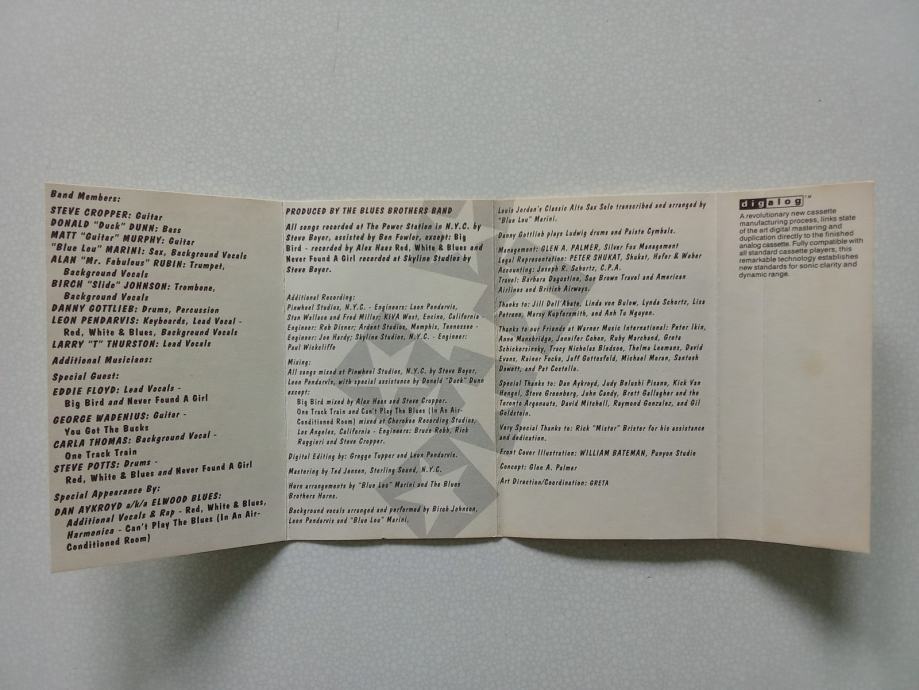 Band Members:
STEVE CROPPER: Guitar
DONALD "Duck" DUNN: Bass
MATT "Guitar" MURPHY: Guitar
"Blue Lou" MARINI: Sax, Background Vocals
ALAN "Mr. Fabulous" RUBIN: Trumpet,
Background Vocals
BIRCH "Slide" JOHNSON: Trombone,
Background Vocals
DANNY GOTTLIEB: Drums, Percussion
LEON PENDARVIS: Keyboards, Lead Vocal -
Red, White & Blues, Background Vocals
LARRY "T" THURSTON: Lead Vocals
Additional Musicians:
Special Guest:
EDDIE FLOYD: Lead Vocals -
Big Bird and Never Found A Girl
GEORGE WADENIUS: Guitar -
You Got The Bucks
CARLA THOMAS: Background Vocal -
One Track Train
STEVE POTTS: Drums -
Red, White & Blues and Never Found A Girl
Special Appearance By:
DAN AYKROYD a/k/a ELWOOD BLUES:
Additional Vocals & Rap - Red, White & Blues,
Harmonica - Can't Play The Blues (In An Air-
Conditioned Room)
PRODUCED BY THE BLUES BROTHERS BAND
All songs recorded at The Power Station in N.Y.C. by
Steve Boyer, assisted by Ben Fowler, except: Big
Bird - recorded by Alex Haas Red, White & Blues and
Never Found A Girl recorded at Skyline Studios by
Steve Boyer.
Additional Recording:
Pinwheel Studios, N.Y.C. - Engineers: Leon Pendarvis,
Stan Wallace and Fred Miller; KIVA West, Encino, California
Engineer: Rob Disner; Ardent Studios, Memphis, Tennessee -
Engineer: Joe Hardy; Skyline Studios, N.Y.C. - Engineer:
Paul Wickliffe
Mixing:
All songs mixed at Pinwheel Studios, N.Y.C. by Steve Boyer,
Leon Pendarvis, with special assistance by Donald "Duck" Dunn
except:
Big Bird mixed by Alex Haas and Steve Cropper.
One Track Train and Can't Play The Blues (In An Air-
Conditioned Room) mixed at Cherokee Recording Studios,
Los Angeles, California - Engineers: Bruce Robb, Rick
Ruggieri and Steve Cropper.
Digital Editing by: Gragge Tupper and Leon Pendarvis.
Mastering by Ted Jensen, Sterling Sound, N.Y.C.
Horn arrangements by "Blue Lou" Marini and The Blues
Brothers Horns.
Background vocals arranged and performed by Birch Johnson,
Leon Pendarvis and "Blue Lou" Marini.
Louis Jordon's Classic Alto Sax Solo transcribed and arranged by
"Blue Lou" Marini.
Danny Gottlieb plays Ludwig drums and Paiste Cymbals.
Management: GLEN A. PALMER, Silver Fox Management
Legal Representation: PETER SHUKAT, Shukat, Hafer & Weber
Accounting: Joseph R. Schortz, C.P.A.
Travel: Barbara Dagostino, Sea Brown Travel and American
Airlines and British Airways.
Thanks to: Jill Dell'Abate, Linda von Bulow, Lynda Schortz, Lisa
Petrone, Marsy Kupfersmith, and Anh Tu Nguyen.
Thanks to our Friends at Warner Music International: Peter Ikin,
Anne Mansbridge, Jennifer Cohen, Ruby Marchand, Greta
Schickorsinsky, Tracy Nicholas Bledsoe, Thelma Leemans, David
Evans, Rainer Focke, Jeff Gottesfeld, Michael Moran, Santosh
and Pat Costello.
Special Thanks to: Dan Aykroyd, Judy Belushi Pisano, Kick Van
Hengel, Steve Greenberg, John Candy, Brett Gallagher and the
Toronto Argonauts, David Mitchell, Raymond Gonzalez, and Gil
Goldstein.
Very Special Thanks to: Rick "Mister" Brister for his assistance
and dedication.
Front Cover Illustration: WILLIAM BATEMAN, Punyon Studio
Concept: Glen A. Palmer
Art Direction/Coordination: GRETA
digalog™
A revolutionary new cassette
manufacturing process, links state
of the art digital mastering and
duplication directly to the finished
analog cassette. Fully compatible with
all standard cassette players, this
remarkable technology establishes
new standards for sonic clarity and
dynamic range.